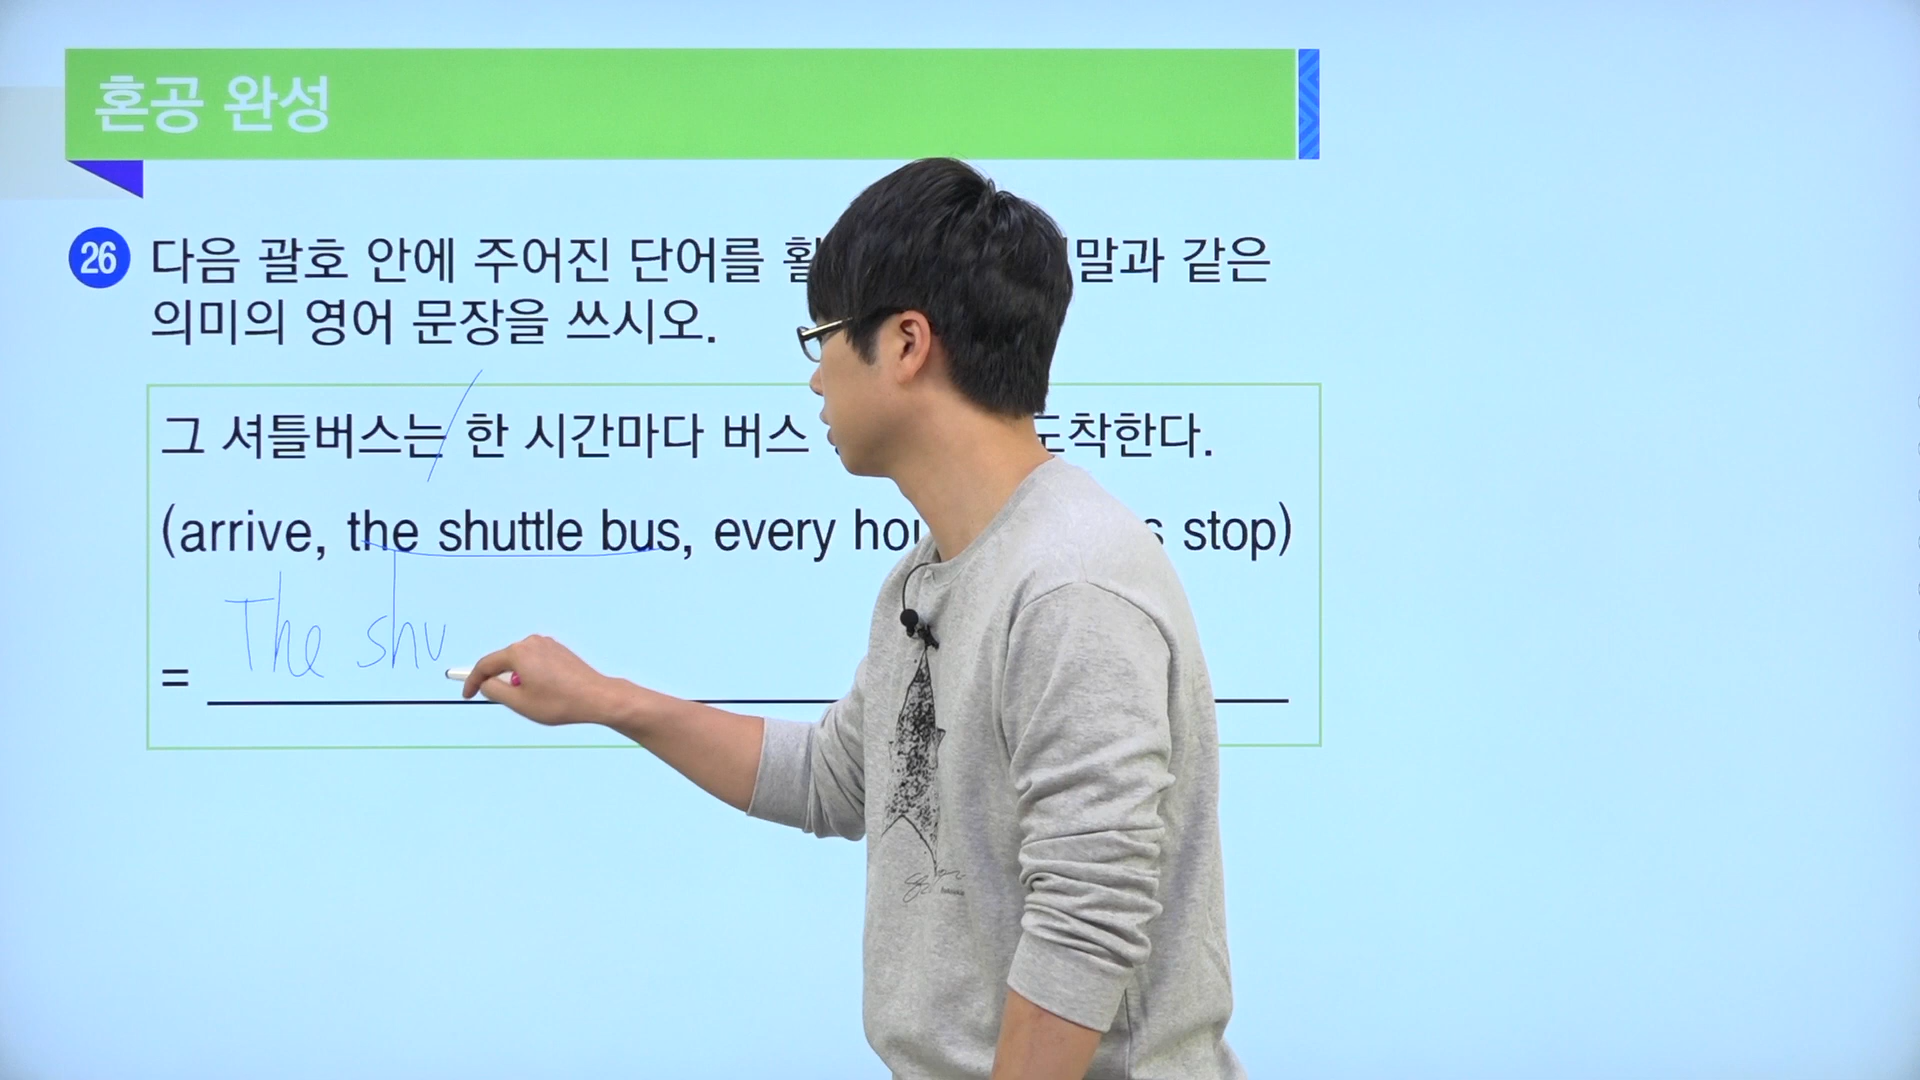 혼공 완성
26 다음 괄호 안에 주어진 단어를 말과 같은
의미의 영어 문장을 쓰시오.
그 셔틀버스는 한 시간마다 버스 도착한다.
(arrive, the shuttle bus, every stop)
The shu
=